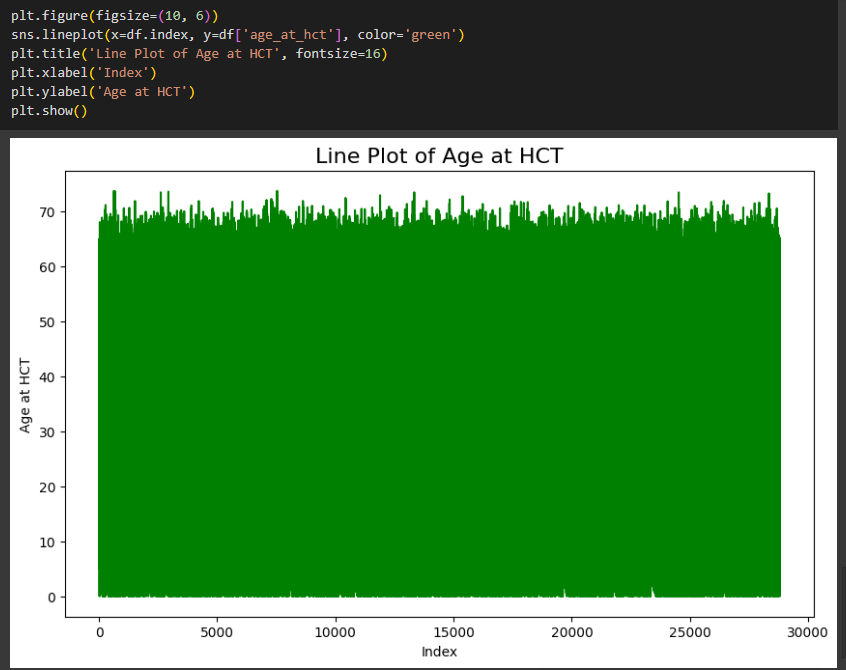 plt.figure(figsize=(10, 6))
sns.lineplot(x=df.index, y=df['age_at_hct'], color='green')
plt.title('Line Plot of Age at HCT', fontsize=16)
plt.xlabel('Index')
plt.ylabel('Age at HCT')
plt.show()
Line Plot of Age at HCT
70
60
50
40
30
20
10
0
Age at HCT
0 5000 10000 15000 20000 25000 30000
Index